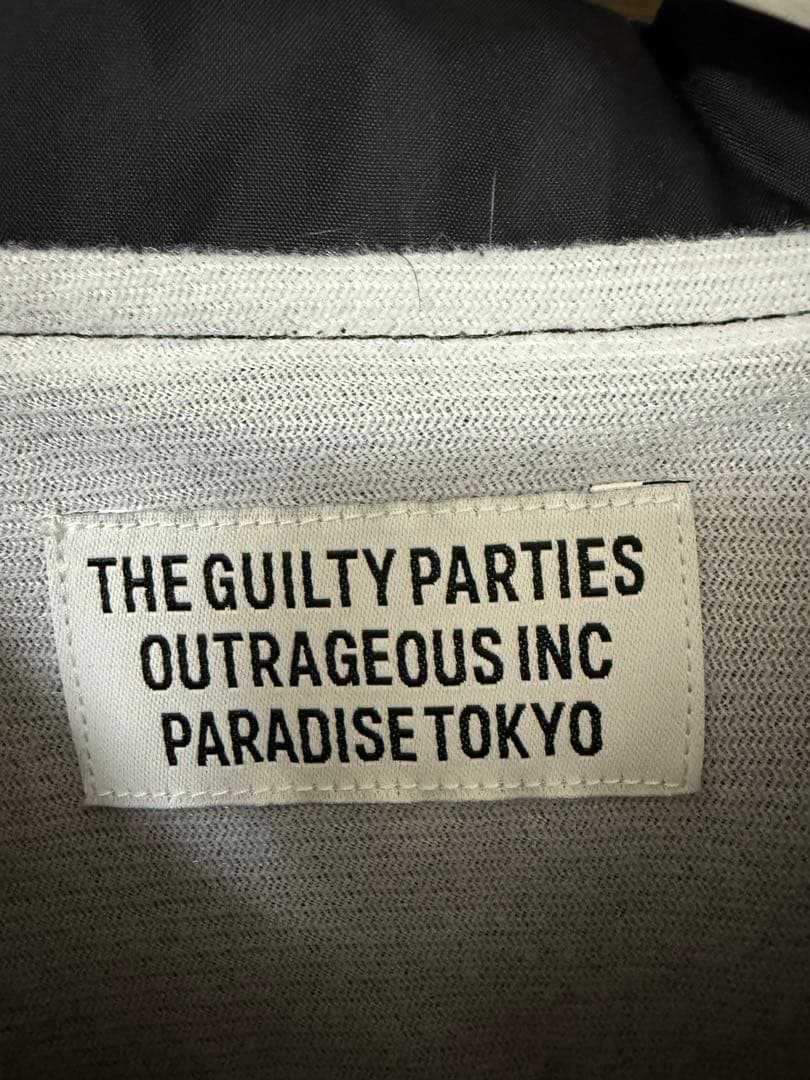 THE GUILTY PARTIES
OUTRAGEOUS INC
PARADISE TOKYO